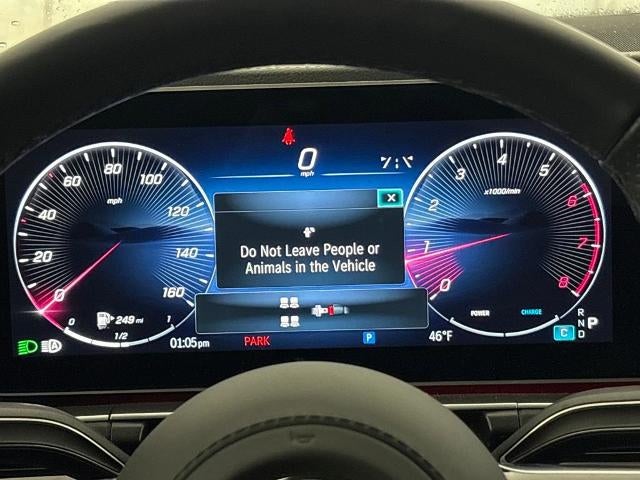 0
mph
80
60
100
mph
40
120
20
140
0
160
0
249 mi
1
1/2
X
Do Not Leave People or
Animals in the Vehicle
4
3
5
x1000/min
2
6
1
7
0
8
POWER
CHARGE
A
01:05pm
PARK
P
46°F
C
R
N P
D